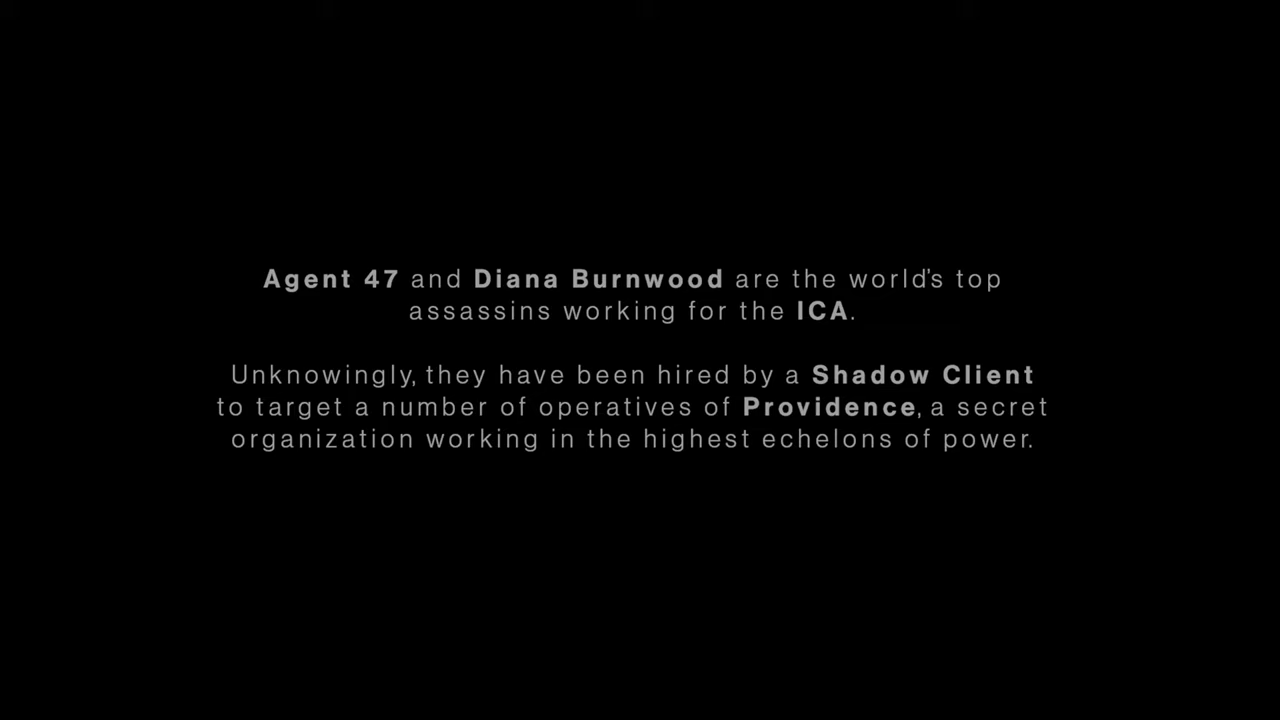 Agent 47 and Diana Burnwood are the world's top
assassins working for the ICA.
Unknowingly, they have been hired by a Shadow Client
to target a number of operatives of Providence, a secret
organization working in the highest echelons of power.